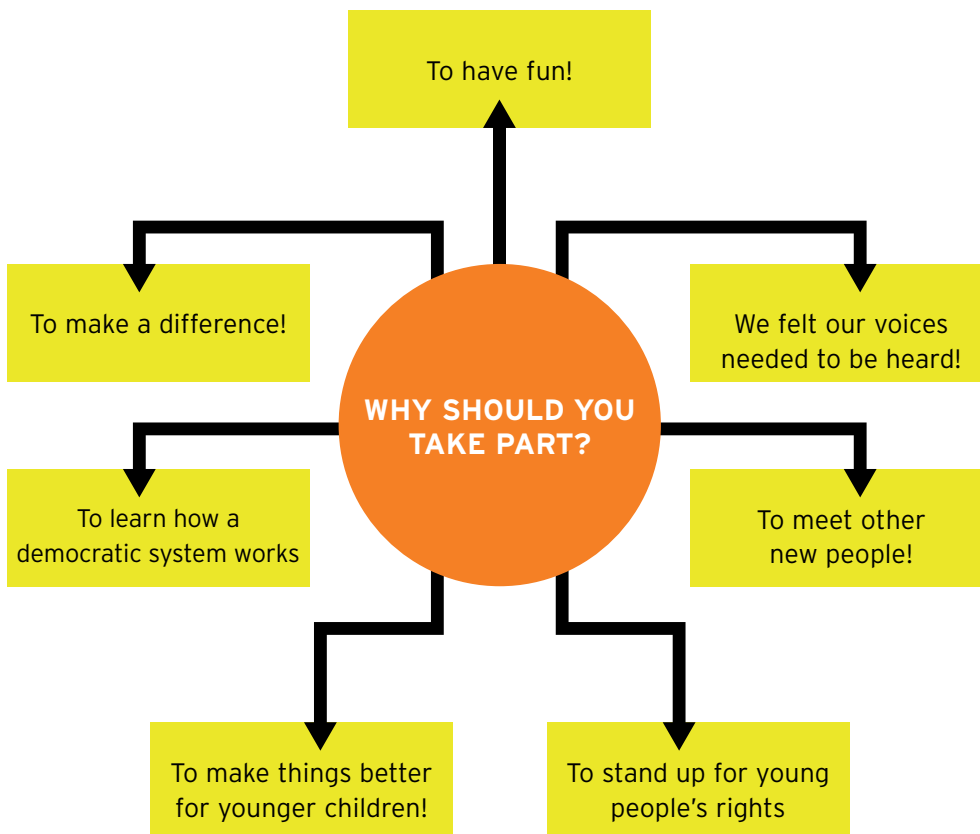 To have fun!
To make a difference!
We felt our voices
needed to be heard!
WHY SHOULD YOU
TAKE PART?
To learn how a
democratic system works
To meet other
new people!
To make things better
for younger children!
To stand up for young
people’s rights